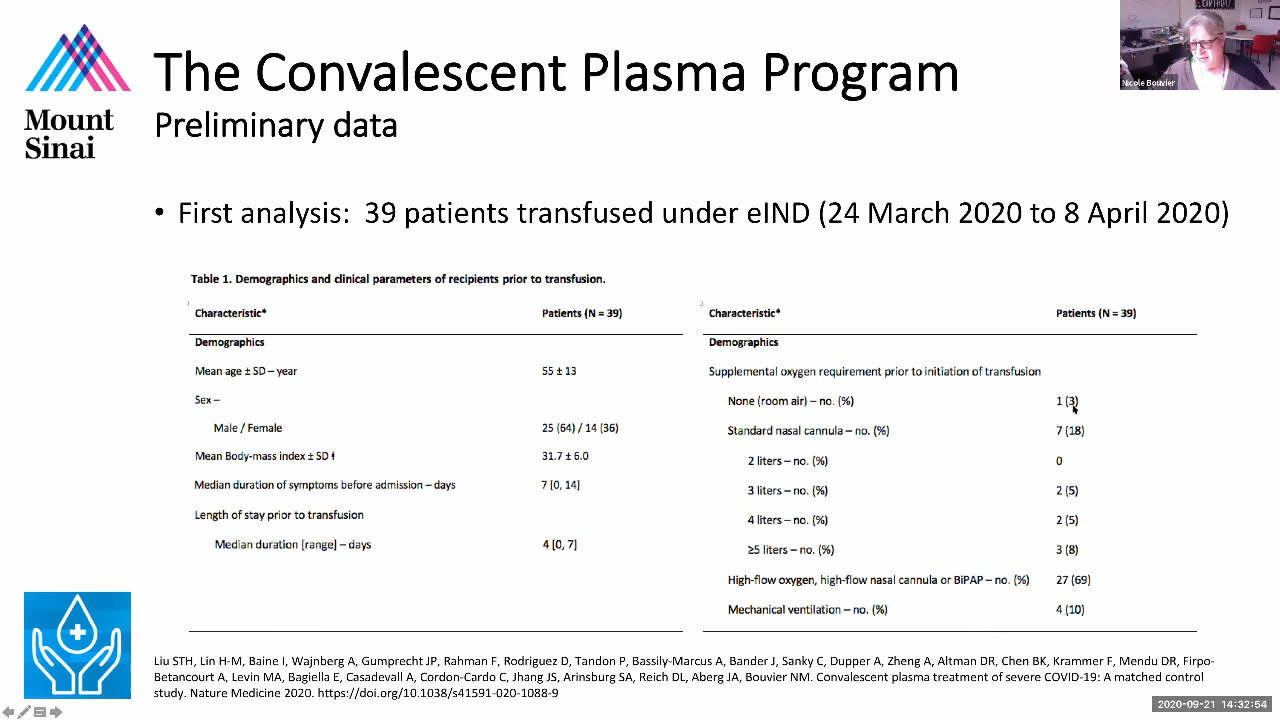 Mount
Sinai
The Convalescent Plasma Program
Preliminary data
Nicole Bouvier
• First analysis: 39 patients transfused under eIND (24 March 2020 to 8 April 2020)
Table 1. Demographics and clinical parameters of recipients prior to transfusion.
Characteristic* Patients (N = 39)
Demographics
Mean age ± SD – year 55 ± 13
Sex –
Male / Female 25 (64) / 14 (36)
Mean Body-mass index ± SD ƚ 31.7 ± 6.0
Median duration of symptoms before admission – days 7 [0, 14]
Length of stay prior to transfusion
Median duration [range] – days 4 [0, 7]
Characteristic* Patients (N = 39)
Demographics
Supplemental oxygen requirement prior to initiation of transfusion
None (room air) – no. (%) 1 (3)
Standard nasal cannula – no. (%) 7 (18)
2 liters – no. (%) 0
3 liters – no. (%) 2 (5)
4 liters – no. (%) 2 (5)
≥5 liters – no. (%) 3 (8)
High-flow oxygen, high-flow nasal cannula or BiPAP – no. (%) 27 (69)
Mechanical ventilation – no. (%) 4 (10)
Liu STH, Lin H-M, Baine I, Wajnberg A, Gumprecht JP, Rahman F, Rodriguez D, Tandon P, Bassily-Marcus A, Bander J, Sanky C, Dupper A, Zheng A, Altman DR, Chen BK, Krammer F, Mendu DR, Firpo-
Betancourt A, Levin MA, Bagiella E, Casadevall A, Cordon-Cardo C, Jhang JS, Arinsburg SA, Reich DL, Aberg JA, Bouvier NM. Convalescent plasma treatment of severe COVID-19: A matched control
study. Nature Medicine 2020. https://doi.org/10.1038/s41591-020-1088-9
2020-09-21 14:32:54